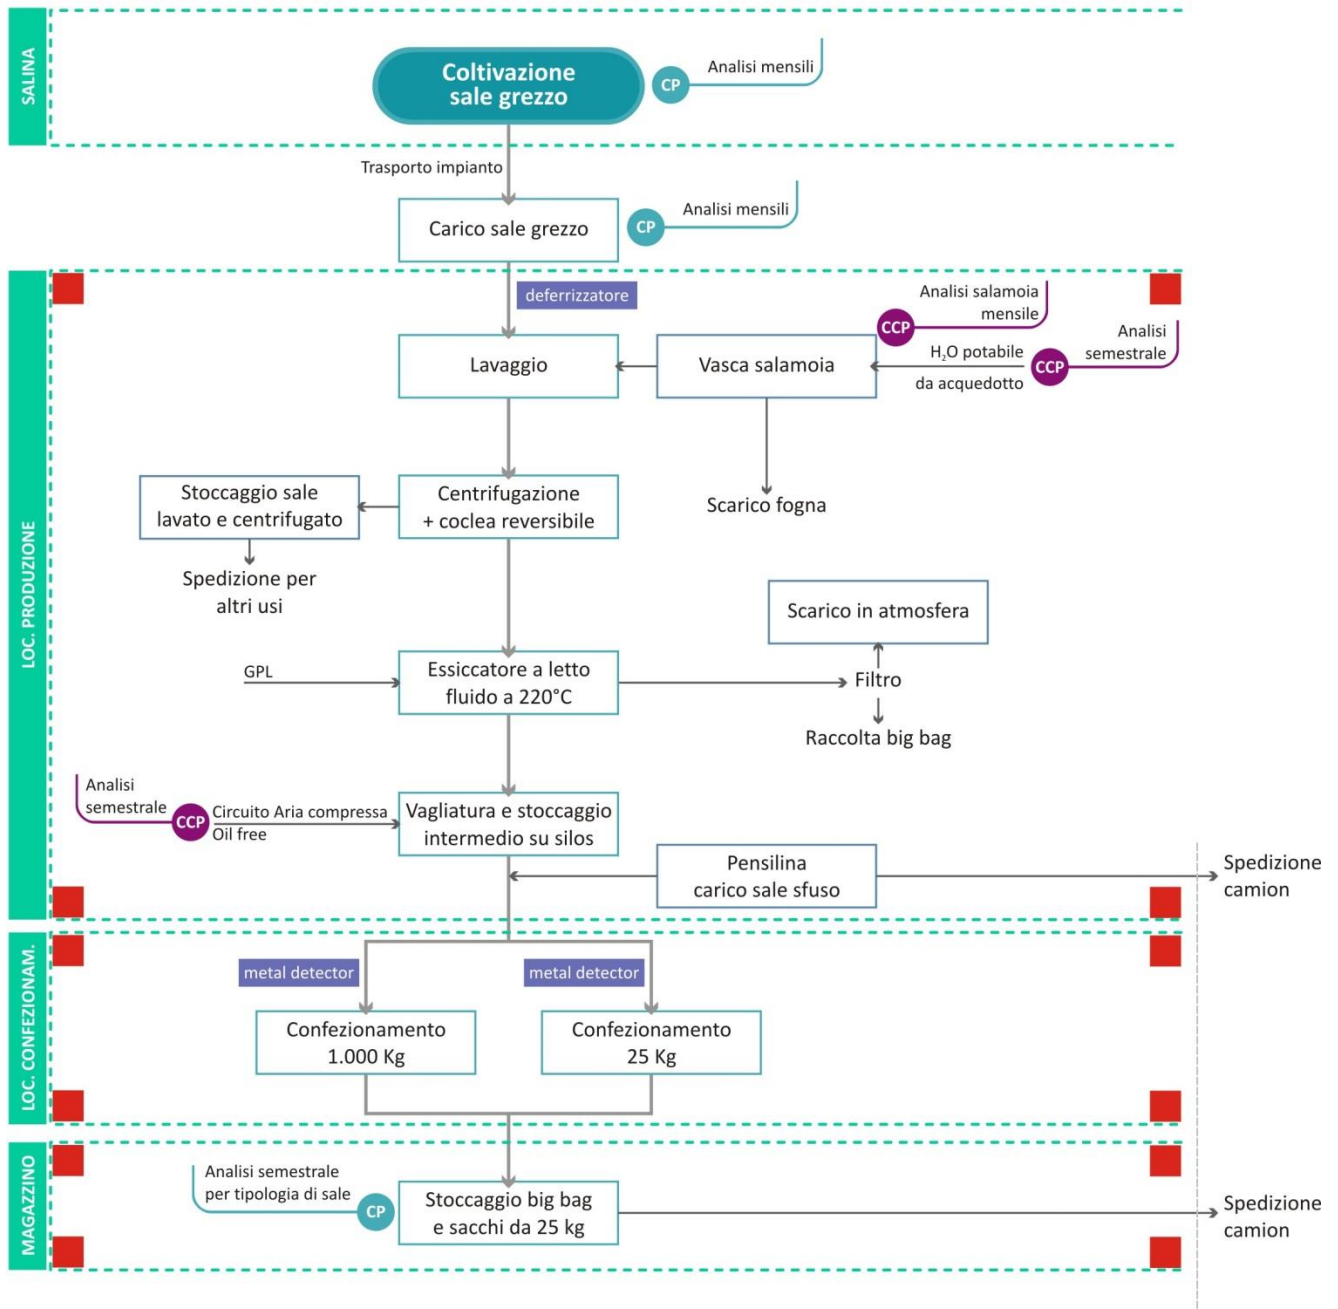 SALINA
Coltivazione
sale grezzo
CP
Analisi mensili
Trasporto impianto
Carico sale grezzo
CP
Analisi mensili
LOC. PRODUZIONE
deferrizzatore
Lavaggio
Vasca salamoia
CCP
Analisi salamoia
mensile
H₂O potabile
da acquedotto
CCP
Analisi
semestrale
Scarico fogna
Stoccaggio sale
lavato e centrifugato
Centrifugazione
+ coclea reversibile
Spedizione per
altri usi
Scarico in atmosfera
GPL
Essiccatore a letto
fluido a 220°C
Filtro
Raccolta big bag
Analisi
semestrale
CCP
Circuito Aria compressa
Oil free
Vagliatura e stoccaggio
intermedio su silos
Pensilina
carico sale sfuso
Spedizione
camion
LOC. CONFEZIONAM.
metal detector
metal detector
Confezionamento
1.000 Kg
Confezionamento
25 Kg
MAGAZZINO
Analisi semestrale
per tipologia di sale
CP
Stoccaggio big bag
e sacchi da 25 kg
Spedizione
camion